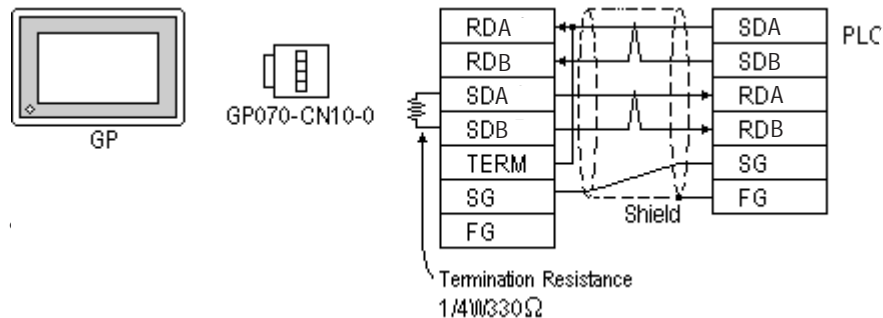 GP
GP070-CN10-0
RDA
RDB
SDA
SDB
TERM
SG
FG
Shield
SDA
SDB
RDA
RDB
SG
FG
PLC
Termination Resistance
1/4W330Ω